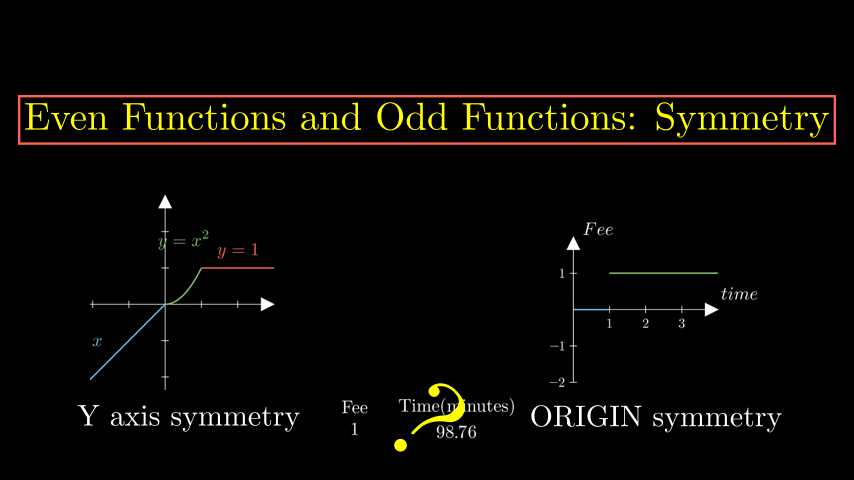 Even Functions and Odd Functions: Symmetry
y = x²
y = 1
x
Fee
1
time
1 2 3
−1
−2
Y axis symmetry
Fee
1
Time(minutes)
98.76
?
ORIGIN symmetry